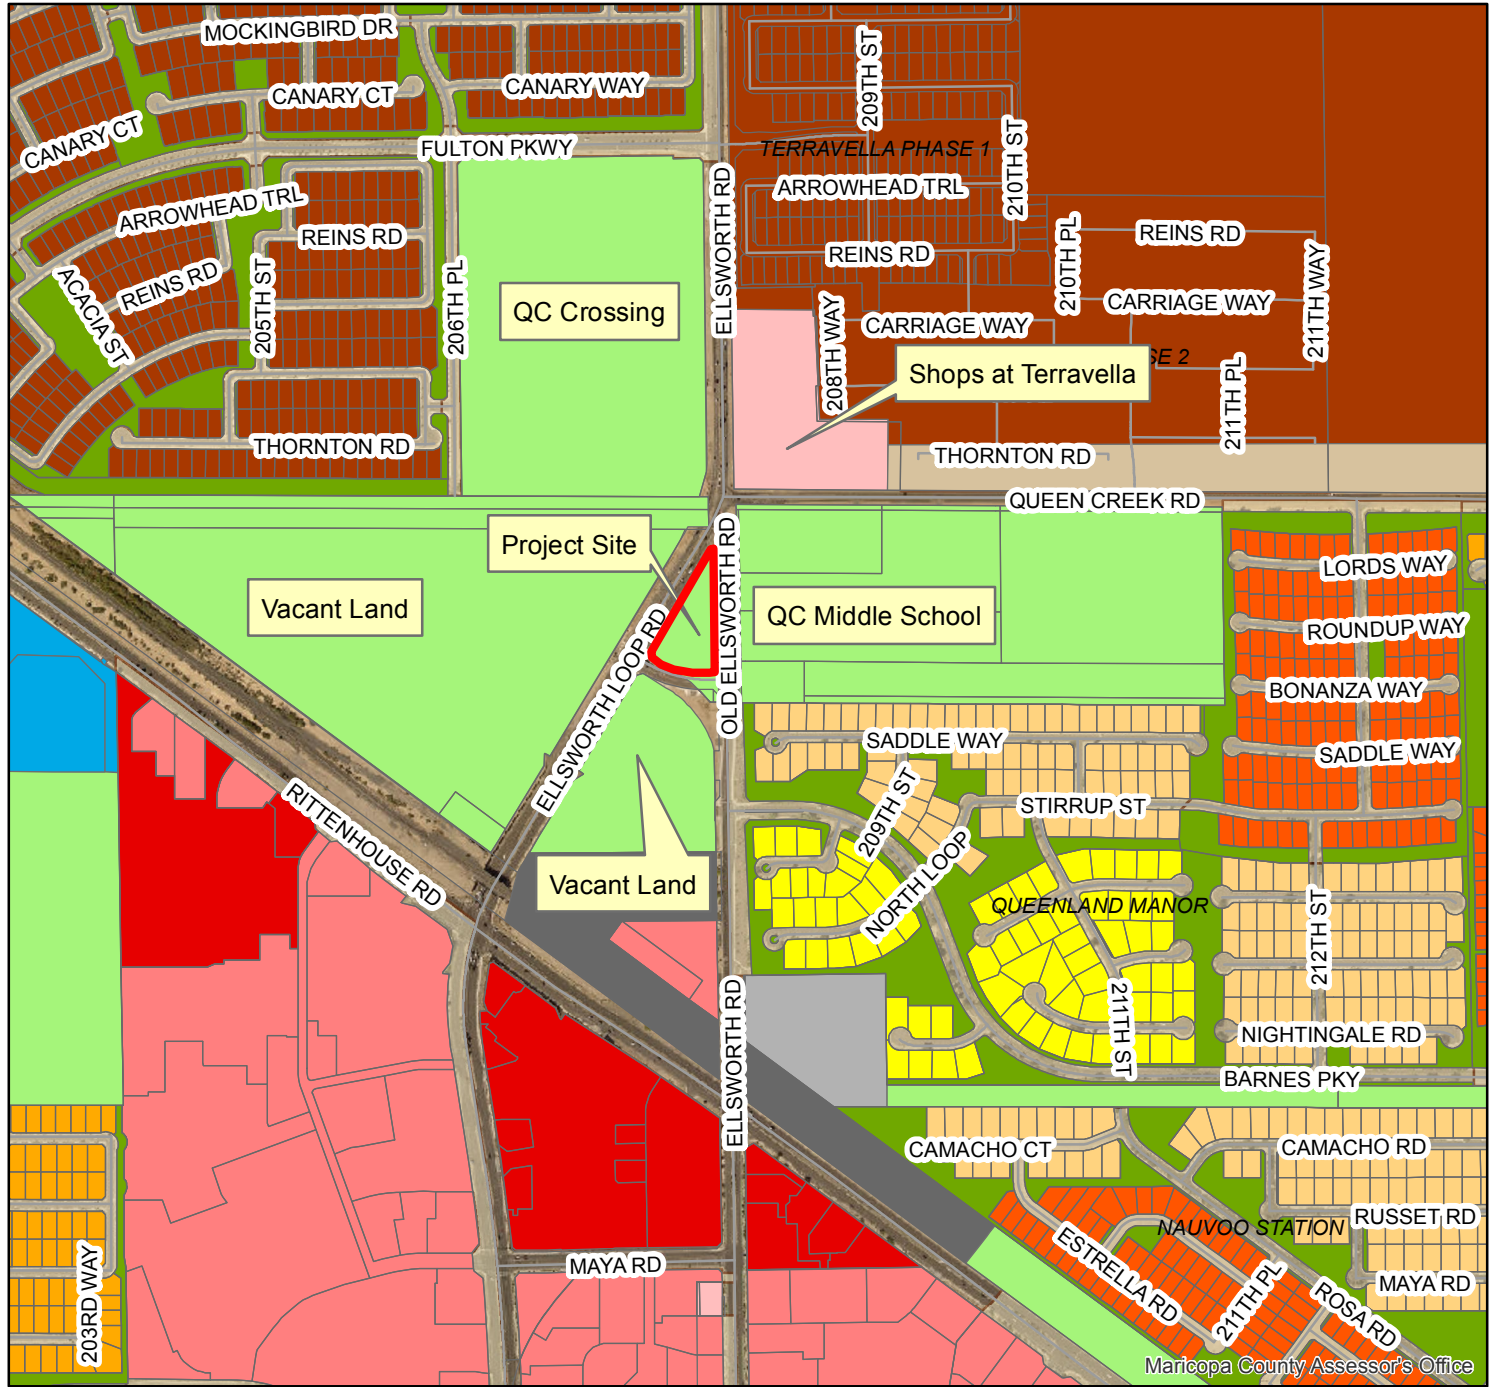 MOCKINGBIRD DR
209TH ST
CANARY CT
CANARY WAY
CANARY CT
FULTON PKWY
TERRAVELLA PHASE 1
210TH ST
ARROWHEAD TRL
ARROWHEAD TRL
ELLSWORTH RD
REINS RD
REINS RD
210TH PL
REINS RD
REINS RD
ACACIA ST
205TH ST
206TH PL
QC Crossing
208TH WAY
CARRIAGE WAY
CARRIAGE WAY
211TH WAY
SE 2
Shops at Terravella
211TH PL
THORNTON RD
THORNTON RD
QUEEN CREEK RD
Project Site
OLD ELLSWORTH RD
LORDS WAY
Vacant Land
QC Middle School
ROUNDUP WAY
ELLSWORTH LOOP RD
BONANZA WAY
SADDLE WAY
SADDLE WAY
RITTENHOUSE RD
209TH ST
STIRRUP ST
Vacant Land
NORTH LOOP
QUEENLAND MANOR
212TH ST
ELLSWORTH RD
211TH ST
NIGHTINGALE RD
BARNES PKY
CAMACHO CT
CAMACHO RD
NAUVOO STATION
RUSSET RD
203RD WAY
MAYA RD
ESTRELLA RD
211TH PL
ROSA RD
MAYA RD
Maricopa County Assessor's Office